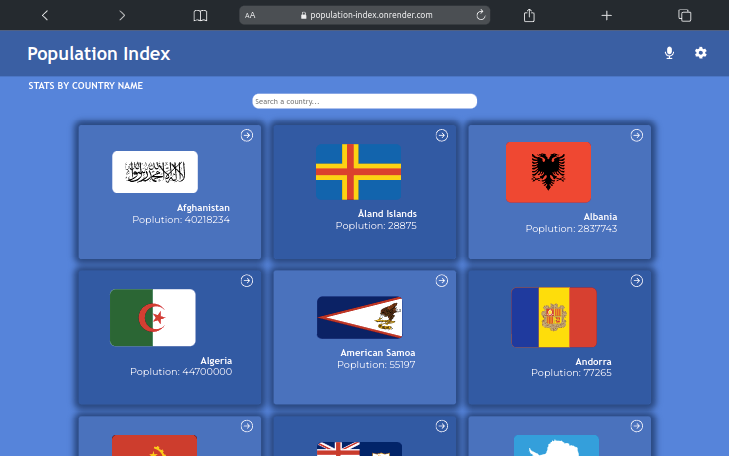 AA population-index.onrender.com
Population Index
STATS BY COUNTRY NAME
Search a country...
Afghanistan
Poplution: 40218234
Åland Islands
Poplution: 28875
Albania
Poplution: 2837743
Algeria
Poplution: 44700000
American Samoa
Poplution: 55197
Andorra
Poplution: 77265